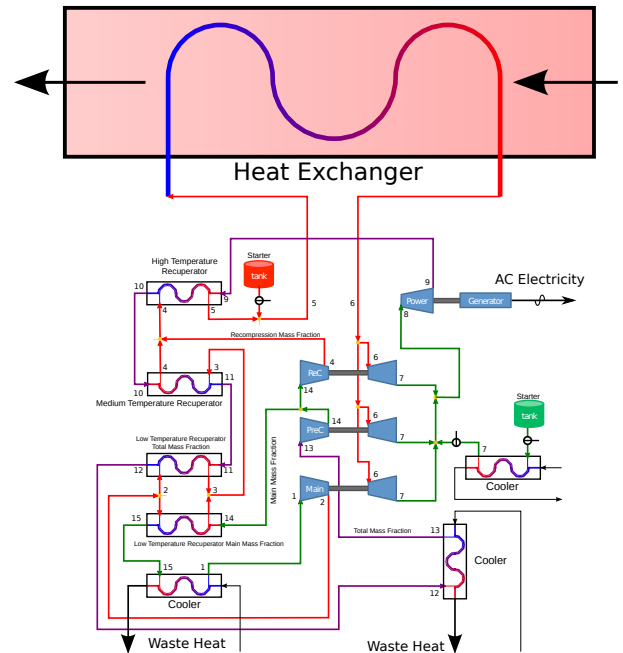 Heat Exchanger
Starter
tank
High Temperature
Recuperator
10
9
4
5
5
6
9
Power
8
Generator
AC Electricity
Recompression Mass Fraction
4
6
ReC
14
7
4
3
11
10
Medium Temperature Recuperator
14
6
PreC
13
7
Starter
tank
7
Cooler
Low Temperature Recuperator
Total Mass Fraction
12
11
2
3
Main Mass Fraction
6
Main
1
2
7
15
14
Low Temperature Recuperator Main Mass Fraction
Total Mass Fraction
13
Cooler
12
15
1
Cooler
Waste Heat
Waste Heat